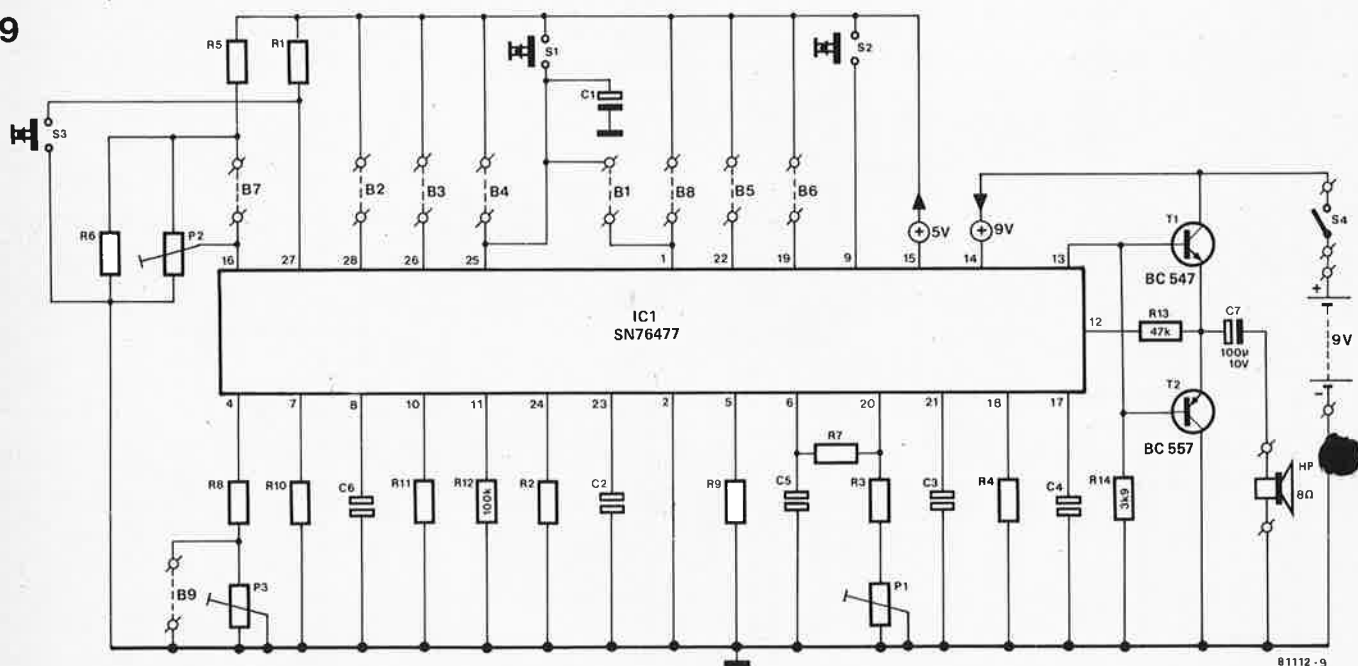 9
R5
R1
S1
S2
C1
S3
B7 B2 B3 B4 B1 B8 B5 B6
R6
P2
5V
9V
T1
S4
16 27 28 26 25 1 22 19 9 15 14 13
BC 547
IC1
SN76477
12
R13
47k
C7
100µ
10V
+
9V
-
T2
BC 557
4 7 8 10 11 24 23 2 5 6 20 21 18 17
R7
R8 R10 C6 R11 R12 100k R2 C2 R9 C5 R3 C3 R4 C4 R14 3k9
HP
8Ω
B9
P3
P1
81112-9